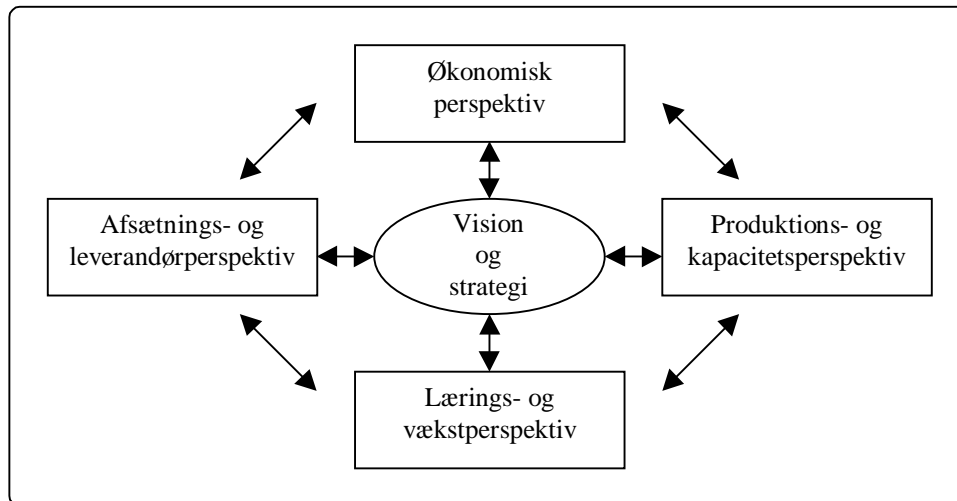 Økonomisk
perspektiv
Afsætnings- og
leverandørperspektiv
Vision
og
strategi
Produktions- og
kapacitetsperspektiv
Lærings- og
vækstperspektiv